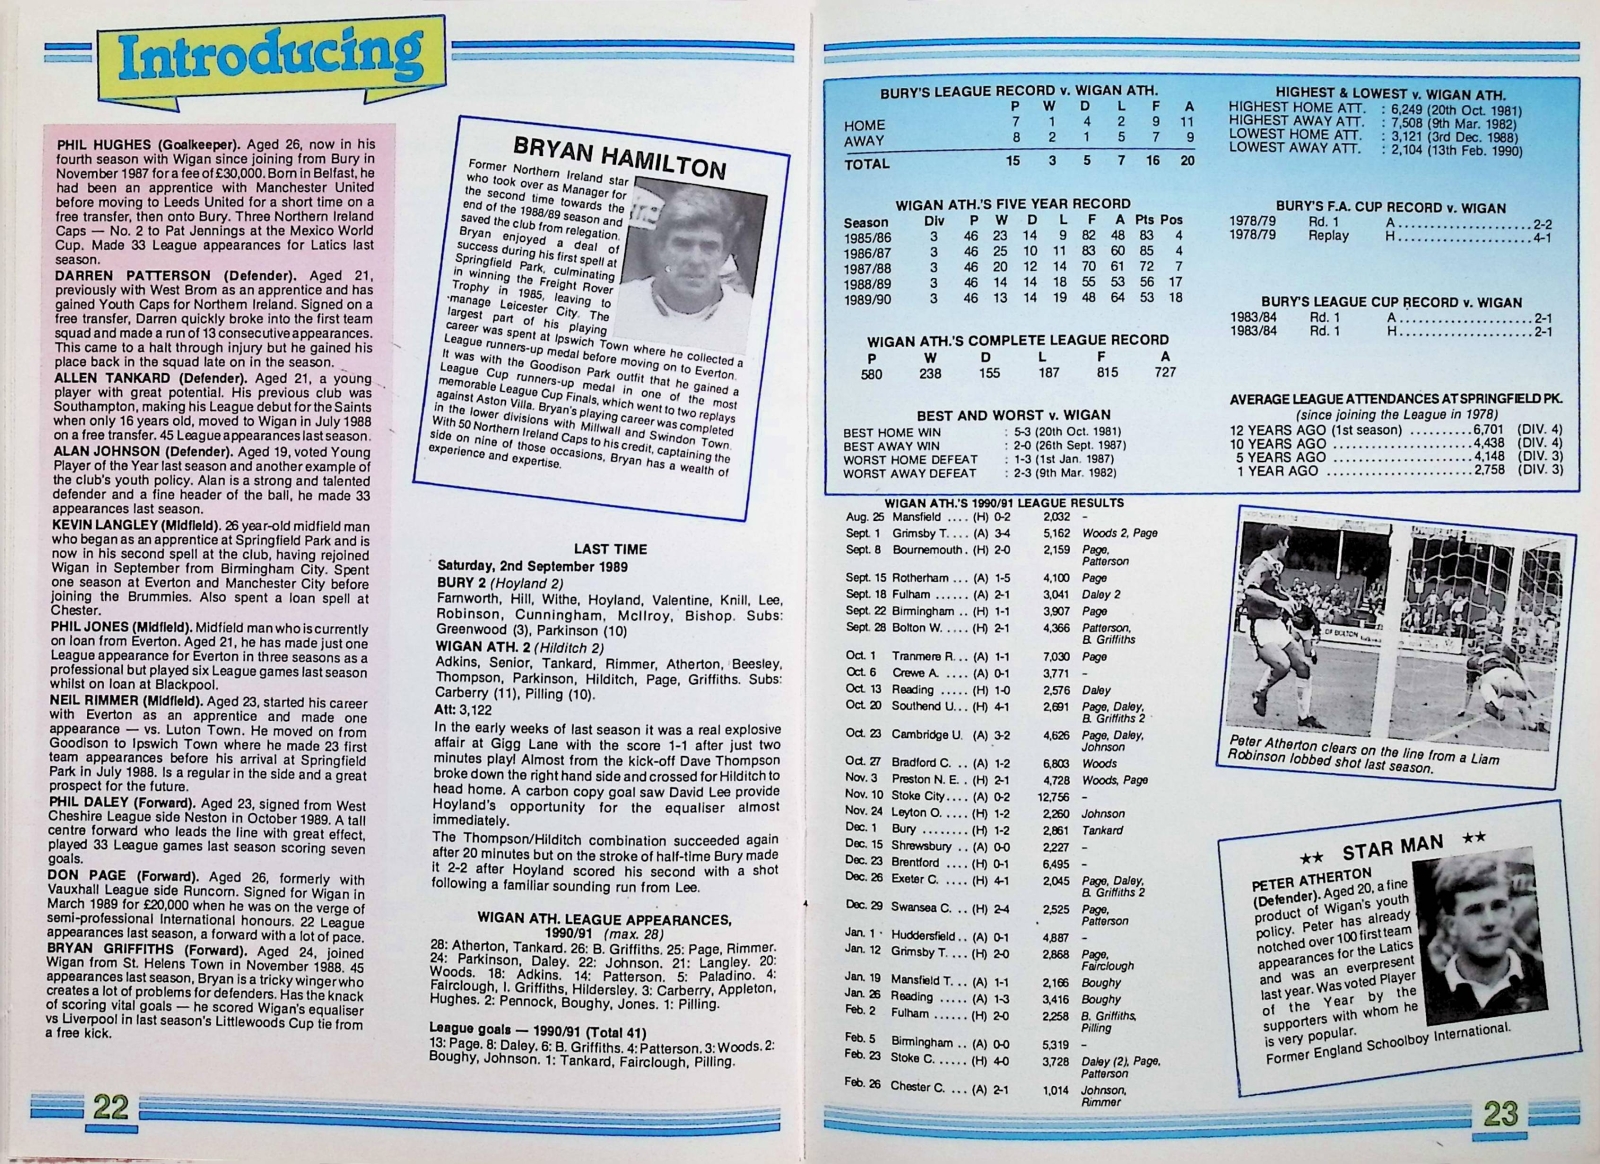 Introducing
PHIL HUGHES (Goalkeeper). Aged 26, now in his
fourth season with Wigan since joining from Bury in
November 1987 for a fee of £30,000. Born in Belfast, he
had been an apprentice with Manchester United
before moving to Leeds United for a short time on a
free transfer, then onto Bury. Three Northern Ireland
Caps — No. 2 to Pat Jennings at the Mexico World
Cup. Made 33 League appearances for Latics last
season.
DARREN PATTERSON (Defender). Aged 21,
previously with West Brom as an apprentice and has
gained Youth Caps for Northern Ireland. Signed on a
free transfer, Darren quickly broke into the first team
squad and made a run of 13 consecutive appearances.
This came to a halt through injury but he gained his
place back in the squad late on in the season.
ALLEN TANKARD (Defender). Aged 21, a young
player with great potential. His previous club was
Southampton, making his League debut for the Saints
when only 16 years old, moved to Wigan in July 1988
on a free transfer. 45 League appearances last season.
ALAN JOHNSON (Defender). Aged 19, voted Young
Player of the Year last season and another example of
the club's youth policy. Alan is a strong and talented
defender and a fine header of the ball, he made 33
appearances last season.
KEVIN LANGLEY (Midfield). 26 year-old midfield man
who began as an apprentice at Springfield Park and is
now in his second spell at the club, having rejoined
Wigan in September from Birmingham City. Spent
one season at Everton and Manchester City before
joining the Brummies. Also spent a loan spell at
Chester.
PHIL JONES (Midfield). Midfield man who is currently
on loan from Everton. Aged 21, he has made just one
League appearance for Everton in three seasons as a
professional but played six League games last season
whilst on loan at Blackpool.
NEIL RIMMER (Midfield). Aged 23, started his career
with Everton as an apprentice and made one
appearance — vs. Luton Town. He moved on from
Goodison to Ipswich Town where he made 23 first
team appearances before his arrival at Springfield
Park in July 1988. Is a regular in the side and a great
prospect for the future.
PHIL DALEY (Forward). Aged 23, signed from West
Cheshire League side Neston in October 1989. A tall
centre forward who leads the line with great effect,
played 33 League games last season scoring seven
goals.
DON PAGE (Forward). Aged 26, formerly with
Vauxhall League side Runcorn. Signed for Wigan in
March 1989 for £20,000 when he was on the verge of
semi-professional International honours. 22 League
appearances last season, a forward with a lot of pace.
BRYAN GRIFFITHS (Forward). Aged 24, joined
Wigan from St. Helens Town in November 1988. 45
appearances last season, Bryan is a tricky winger who
creates a lot of problems for defenders. Has the knack
of scoring vital goals — he scored Wigan's equaliser
vs Liverpool in last season's Littlewoods Cup tie from
a free kick.
BRYAN HAMILTON
Former Northern Ireland star
who took over as Manager for
the second time towards the
end of the 1988/89 season and
saved the club from relegation.
Bryan enjoyed a deal of
success during his first spell at
Springfield Park, culminating
in winning the Freight Rover
Trophy in 1985, leaving to
manage Leicester City. The
largest part of his playing
career was spent at Ipswich Town where he collected a
League runners-up medal before moving on to Everton.
It was with the Goodison Park outfit that he gained a
League Cup runners-up medal in one of the most
memorable League Cup Finals, which went to two replays
against Aston Villa. Bryan's playing career was completed
in the lower divisions with Millwall and Swindon Town.
With 50 Northern Ireland Caps to his credit, captaining the
side on nine of those occasions, Bryan has a wealth of
experience and expertise.
LAST TIME
Saturday, 2nd September 1989
BURY 2 (Hoyland 2)
Farnworth, Hill, Withe, Hoyland, Valentine, Knill, Lee,
Robinson, Cunningham, McIlroy, Bishop. Subs:
Greenwood (3), Parkinson (10)
WIGAN ATH. 2 (Hilditch 2)
Adkins, Senior, Tankard, Rimmer, Atherton, Beesley,
Thompson, Parkinson, Hilditch, Page, Griffiths. Subs:
Carberry (11), Pilling (10).
Att: 3,122
In the early weeks of last season it was a real explosive
affair at Gigg Lane with the score 1-1 after just two
minutes play! Almost from the kick-off Dave Thompson
broke down the right hand side and crossed for Hilditch to
head home. A carbon copy goal saw David Lee provide
Hoyland's opportunity for the equaliser almost
immediately.
The Thompson/Hilditch combination succeeded again
after 20 minutes but on the stroke of half-time Bury made
it 2-2 after Hoyland scored his second with a shot
following a familiar sounding run from Lee.
WIGAN ATH. LEAGUE APPEARANCES,
1990/91 (max. 28)
28: Atherton, Tankard. 26: B. Griffiths. 25: Page, Rimmer.
24: Parkinson, Daley. 22: Johnson. 21: Langley. 20:
Woods. 18: Adkins. 14: Patterson. 5: Paladino. 4:
Fairclough, I. Griffiths, Hildersley. 3: Carberry, Appleton,
Hughes. 2: Pennock, Boughy, Jones. 1: Pilling.
League goals — 1990/91 (Total 41)
13: Page. 8: Daley. 6: B. Griffiths. 4: Patterson. 3: Woods. 2:
Boughy, Johnson. 1: Tankard, Fairclough, Pilling.
22
BURY'S LEAGUE RECORD v. WIGAN ATH.
P W D L F A
HOME 7 1 4 2 9 11
AWAY 8 2 1 5 7 9
TOTAL 15 3 5 7 16 20
WIGAN ATH.'S FIVE YEAR RECORD
Season Div P W D L F A Pts Pos
1985/86 3 46 23 14 9 82 48 83 4
1986/87 3 46 25 10 11 83 60 85 4
1987/88 3 46 20 12 14 70 61 72 7
1988/89 3 46 14 14 18 55 53 56 17
1989/90 3 46 13 14 19 48 64 53 18
WIGAN ATH.'S COMPLETE LEAGUE RECORD
P W D L F A
580 238 155 187 815 727
BEST AND WORST v. WIGAN
BEST HOME WIN : 5-3 (20th Oct. 1981)
BEST AWAY WIN : 2-0 (26th Sept. 1987)
WORST HOME DEFEAT : 1-3 (1st Jan. 1987)
WORST AWAY DEFEAT : 2-3 (9th Mar. 1982)
HIGHEST & LOWEST v. WIGAN ATH.
HIGHEST HOME ATT. : 6,249 (20th Oct. 1981)
HIGHEST AWAY ATT. : 7,508 (9th Mar. 1982)
LOWEST HOME ATT. : 3,121 (3rd Dec. 1988)
LOWEST AWAY ATT. : 2,104 (13th Feb. 1990)
BURY'S F.A. CUP RECORD v. WIGAN
1978/79 Rd. 1 A ........................2-2
1978/79 Replay H ........................4-1
BURY'S LEAGUE CUP RECORD v. WIGAN
1983/84 Rd. 1 A ........................2-1
1983/84 Rd. 1 H ........................2-1
AVERAGE LEAGUE ATTENDANCES AT SPRINGFIELD PK.
(since joining the League in 1978)
12 YEARS AGO (1st season) ..........6,701 (DIV. 4)
10 YEARS AGO ......................4,438 (DIV. 4)
5 YEARS AGO ......................4,148 (DIV. 3)
1 YEAR AGO ......................2,758 (DIV. 3)
WIGAN ATH.'S 1990/91 LEAGUE RESULTS
Aug. 25 Mansfield .... (H) 0-2 2,032 –
Sept. 1 Grimsby T.... (A) 3-4 5,162 Woods 2, Page
Sept. 8 Bournemouth . (H) 2-0 2,159 Page,
Patterson
Sept. 15 Rotherham ... (A) 1-5 4,100 Page
Sept. 18 Fulham ...... (A) 2-1 3,041 Daley 2
Sept. 22 Birmingham .. (H) 1-1 3,907 Page
Sept. 28 Bolton W. .... (H) 2-1 4,366 Patterson,
B. Griffiths
Oct. 1 Tranmere R... (A) 1-1 7,030 Page
Oct. 6 Crewe A. .... (A) 0-1 3,771 –
Oct. 13 Reading ..... (H) 1-0 2,576 Daley
Oct. 20 Southend U... (H) 4-1 2,691 Page, Daley,
B. Griffiths 2
Oct. 23 Cambridge U. (A) 3-2 4,626 Page, Daley,
Johnson
Oct. 27 Bradford C. .. (A) 1-2 6,803 Woods
Nov. 3 Preston N. E. . (H) 2-1 4,728 Woods, Page
Nov. 10 Stoke City.... (A) 0-2 12,756 –
Nov. 24 Leyton O. .... (H) 1-2 2,260 Johnson
Dec. 1 Bury ........ (H) 1-2 2,861 Tankard
Dec. 15 Shrewsbury .. (A) 0-0 2,227 –
Dec. 23 Brentford .... (H) 0-1 6,495 –
Dec. 26 Exeter C. .... (H) 4-1 2,045 Page, Daley,
B. Griffiths 2
Dec. 29 Swansea C. .. (H) 2-4 2,525 Page,
Patterson
Jan. 1 Huddersfield .. (A) 0-1 4,887 –
Jan. 12 Grimsby T.... (H) 2-0 2,868 Page,
Fairclough
Jan. 19 Mansfield T... (A) 1-1 2,166 Boughy
Jan. 26 Reading ..... (A) 1-3 3,416 Boughy
Feb. 2 Fulham ...... (H) 2-0 2,258 B. Griffiths,
Pilling
Feb. 5 Birmingham .. (A) 0-0 5,319 –
Feb. 23 Stoke C. ..... (H) 4-0 3,728 Daley (2), Page,
Patterson
Feb. 26 Chester C. ... (A) 2-1 1,014 Johnson,
Rimmer
OF BOLTON
Peter Atherton clears on the line from a Liam
Robinson lobbed shot last season.
★★ STAR MAN ★★
PETER ATHERTON
(Defender). Aged 20, a fine
product of Wigan's youth
policy. Peter has already
notched over 100 first team
appearances for the Latics
and was an everpresent
last year. Was voted Player
of the Year by the
supporters with whom he
is very popular.
Former England Schoolboy International.
23